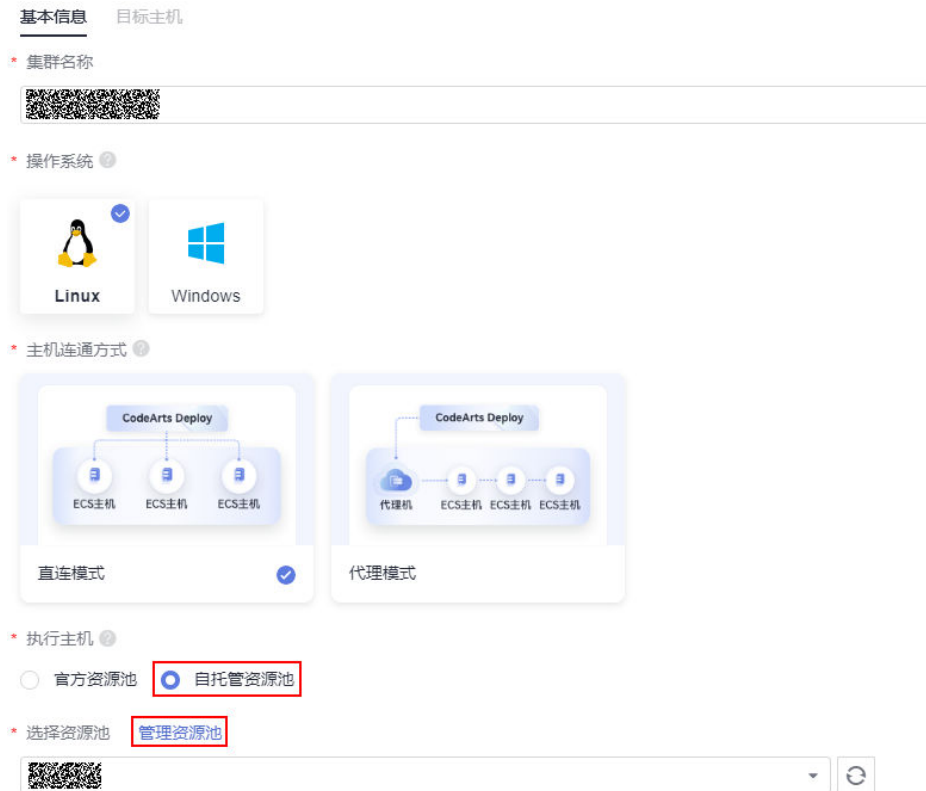 基本信息 目标主机
* 集群名称
* 操作系统 ?
Linux Windows
* 主机连通方式 ?
CodeArts Deploy
ECS主机 ECS主机 ECS主机
直连模式
CodeArts Deploy
代理机 ECS主机 ECS主机 ECS主机
代理模式
* 执行主机 ?
官方资源池 自托管资源池
* 选择资源池 管理资源池